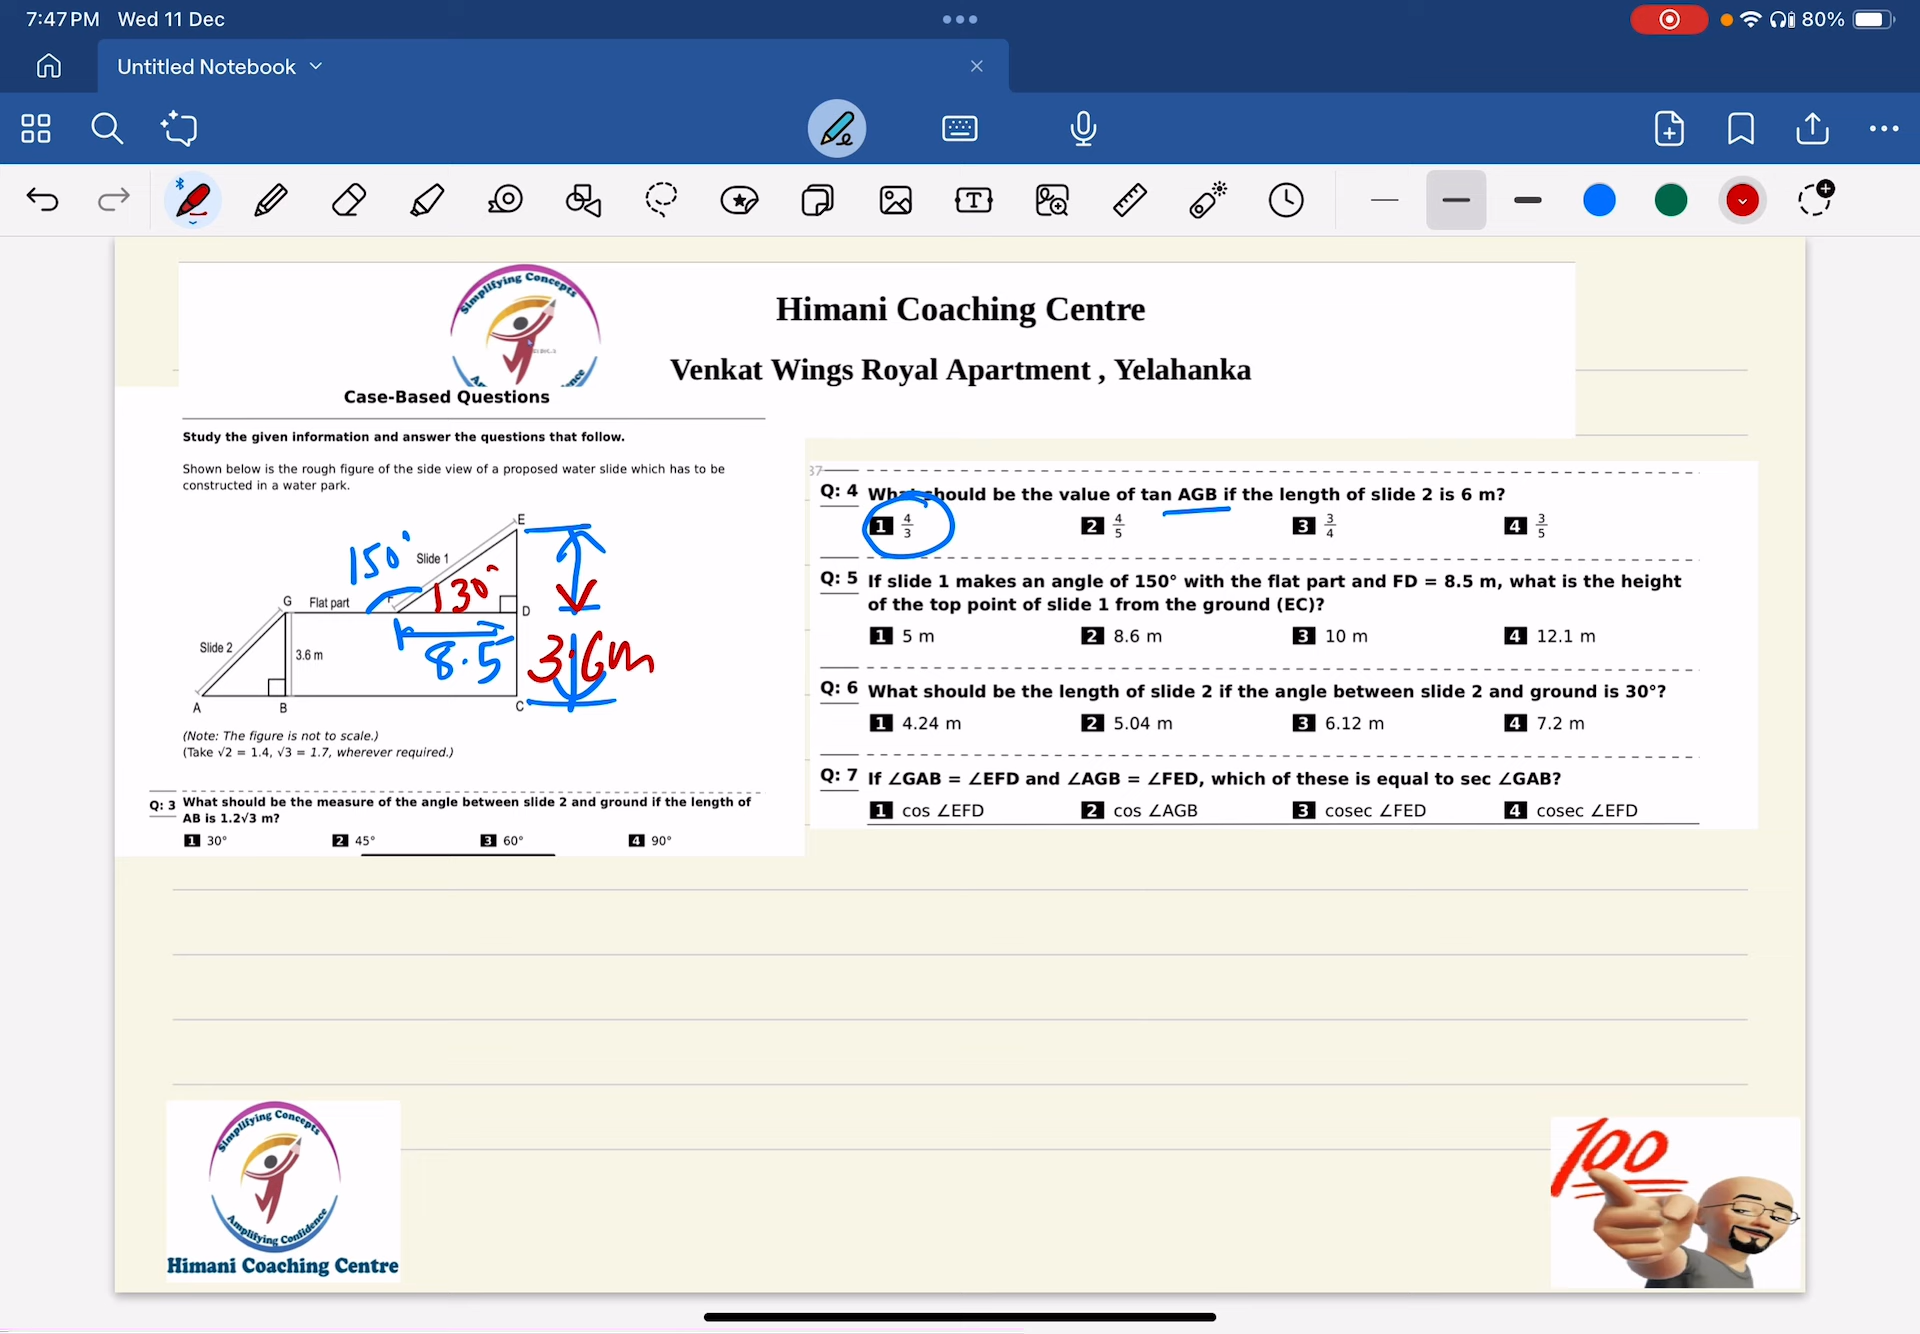 7:47 PM Wed 11 Dec
80%
Untitled Notebook
Simplifying Concepts
Himani Coaching Centre
Venkat Wings Royal Apartment , Yelahanka
Case-Based Questions
Study the given information and answer the questions that follow.
Shown below is the rough figure of the side view of a proposed water slide which has to be
constructed in a water park.
E
150°
Slide 1
30°
G Flat part
D
Slide 2
3.6 m
8.5
3.6m
A B C
(Note: The figure is not to scale.)
(Take √2 = 1.4, √3 = 1.7, wherever required.)
Q: 3 What should be the measure of the angle between slide 2 and ground if the length of
AB is 1.2√3 m?
1 30° 2 45° 3 60° 4 90°
37
Q: 4 What should be the value of tan AGB if the length of slide 2 is 6 m?
1 4/3 2 4/5 3 3/4 4 3/5
Q: 5 If slide 1 makes an angle of 150° with the flat part and FD = 8.5 m, what is the height
of the top point of slide 1 from the ground (EC)?
1 5 m 2 8.6 m 3 10 m 4 12.1 m
Q: 6 What should be the length of slide 2 if the angle between slide 2 and ground is 30°?
1 4.24 m 2 5.04 m 3 6.12 m 4 7.2 m
Q: 7 If ∠GAB = ∠EFD and ∠AGB = ∠FED, which of these is equal to sec ∠GAB?
1 cos ∠EFD 2 cos ∠AGB 3 cosec ∠FED 4 cosec ∠EFD
Simplifying Concepts
Amplifying Confidence
Himani Coaching Centre
100